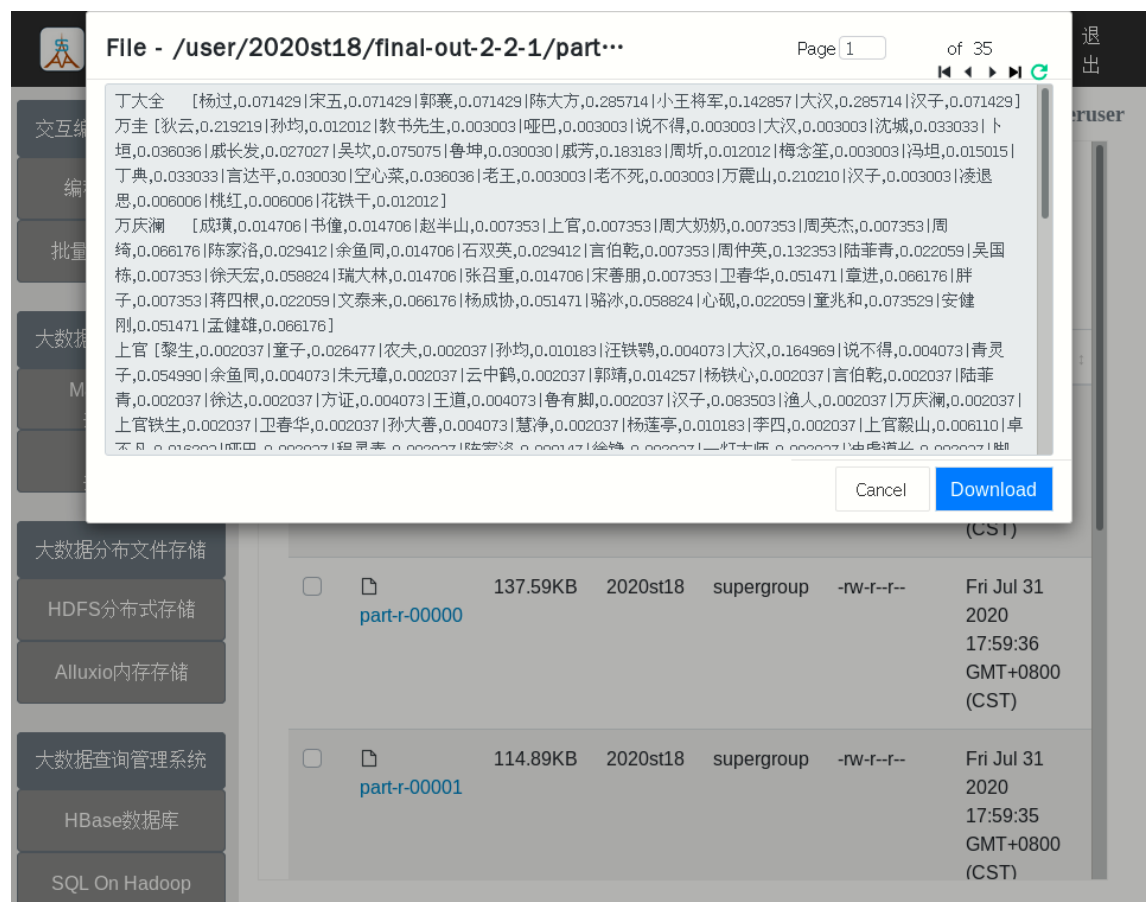 File - /user/2020st18/final-out-2-2-1/part···
Page 1 of 35
退
出
丁大全 [杨过,0.071429|宋五,0.071429|郭襄,0.071429|陈大方,0.285714|小王将军,0.142857|大汉,0.285714|汉子,0.071429]
万圭 [狄云,0.219219|孙均,0.012012|教书先生,0.003003|哑巴,0.003003|说不得,0.003003|大汉,0.003003|沈城,0.033033|卜
垣,0.036036|戚长发,0.027027|吴坎,0.075075|鲁坤,0.030030|戚芳,0.183183|周圻,0.012012|梅念笙,0.003003|冯坦,0.015015|
丁典,0.033033|言达平,0.030030|空心菜,0.036036|老王,0.003003|老不死,0.003003|万震山,0.210210|汉子,0.003003|凌退
思,0.006006|桃红,0.006006|花铁干,0.012012]
万庆澜 [成璜,0.014706|书僮,0.014706|赵半山,0.007353|上官,0.007353|周大奶奶,0.007353|周英杰,0.007353|周
绮,0.066176|陈家洛,0.029412|余鱼同,0.014706|石双英,0.029412|言伯乾,0.007353|周仲英,0.132353|陆菲青,0.022059|吴国
栋,0.007353|徐天宏,0.058824|瑞大林,0.014706|张召重,0.014706|宋善朋,0.007353|卫春华,0.051471|章进,0.066176|胖
子,0.007353|蒋四根,0.022059|文泰来,0.066176|杨成协,0.051471|骆冰,0.058824|心砚,0.022059|童兆和,0.073529|安健
刚,0.051471|孟健雄,0.066176]
上官 [黎生,0.002037|童子,0.026477|农夫,0.002037|孙均,0.010183|汪铁鹗,0.004073|大汉,0.164969|说不得,0.004073|青灵
子,0.054990|余鱼同,0.004073|朱元璋,0.002037|云中鹤,0.002037|郭靖,0.014257|杨铁心,0.002037|言伯乾,0.002037|陆菲
青,0.002037|徐达,0.002037|方证,0.004073|王道,0.004073|鲁有脚,0.002037|汉子,0.083503|渔人,0.002037|万庆澜,0.002037|
上官铁生,0.002037|卫春华,0.002037|孙大善,0.004073|慧净,0.002037|杨莲亭,0.010183|李四,0.002037|上官毅山,0.006110|卓
Cancel Download
eruser
交互编
编
批量
大数据
M
大数据分布文件存储
HDFS分布式存储
Alluxio内存存储
大数据查询管理系统
HBase数据库
SQL On Hadoop
(CST)
part-r-00000 137.59KB 2020st18 supergroup -rw-r--r-- Fri Jul 31
2020
17:59:36
GMT+0800
(CST)
part-r-00001 114.89KB 2020st18 supergroup -rw-r--r-- Fri Jul 31
2020
17:59:35
GMT+0800
(CST)